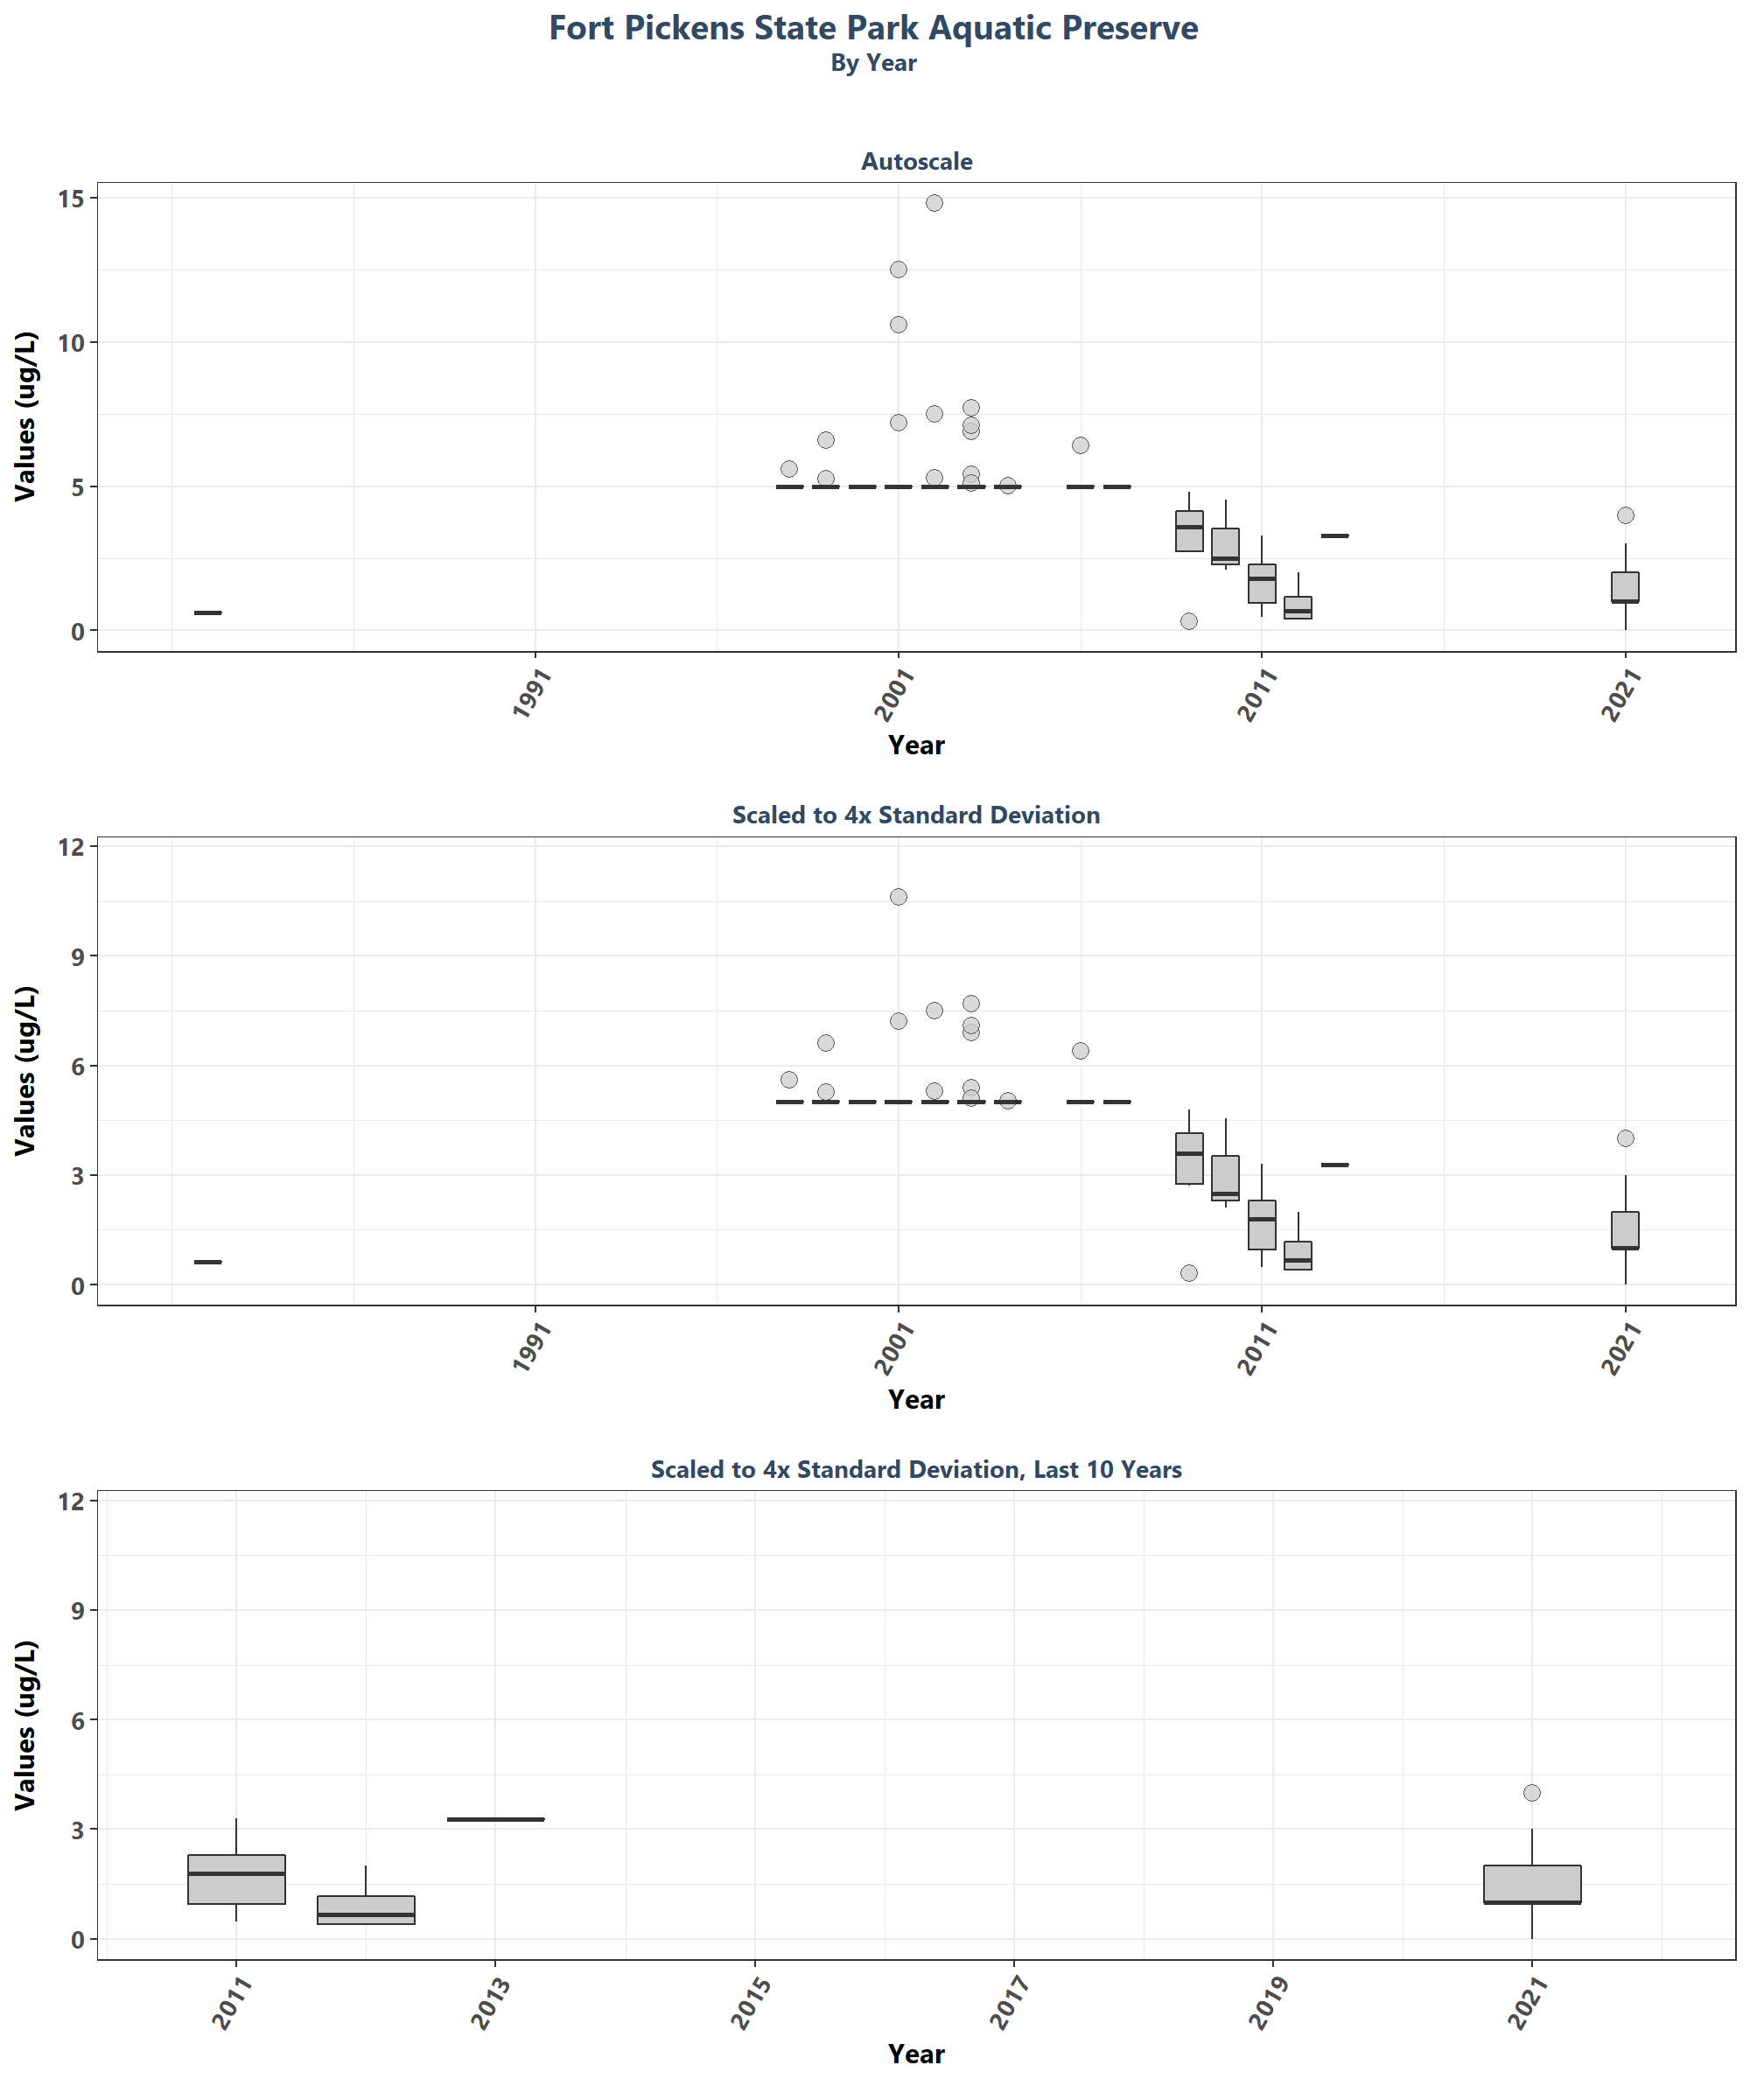 Fort Pickens State Park Aquatic Preserve
By Year
Autoscale
Values (ug/L)
15
10
5
0
1991
2001
2011
2021
Year
Scaled to 4x Standard Deviation
Values (ug/L)
12
9
6
3
0
1991
2001
2011
2021
Year
Scaled to 4x Standard Deviation, Last 10 Years
Values (ug/L)
12
9
6
3
0
2011
2013
2015
2017
2019
2021
Year